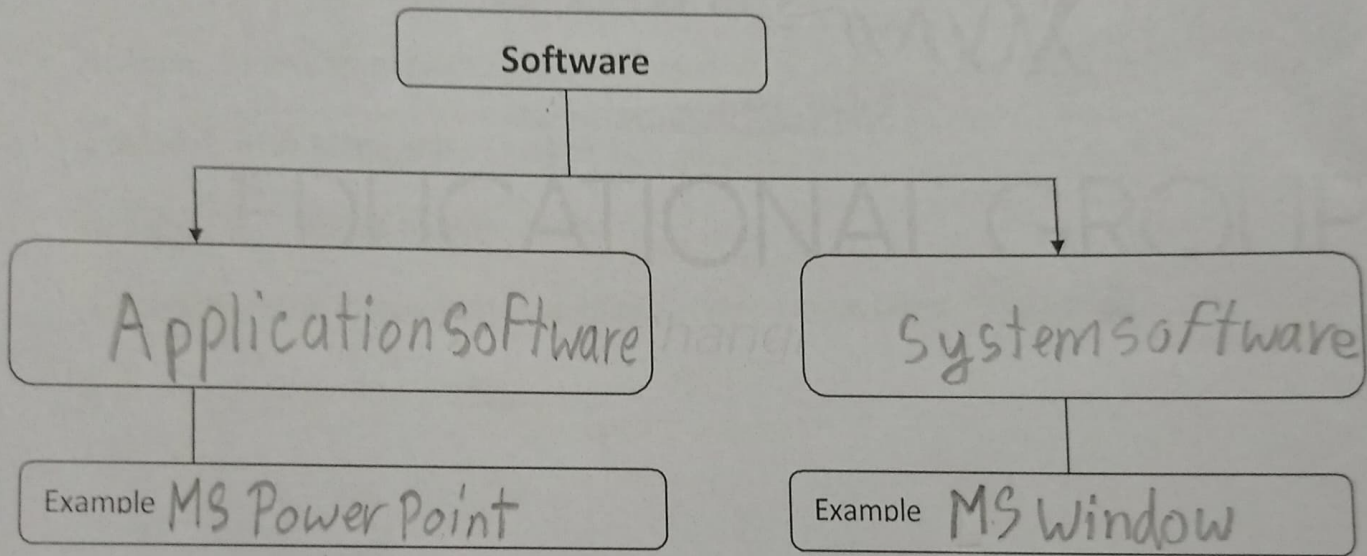 Software
ApplicationSoftware
Systemsoftware
Example MS Power Point
Example MS Window